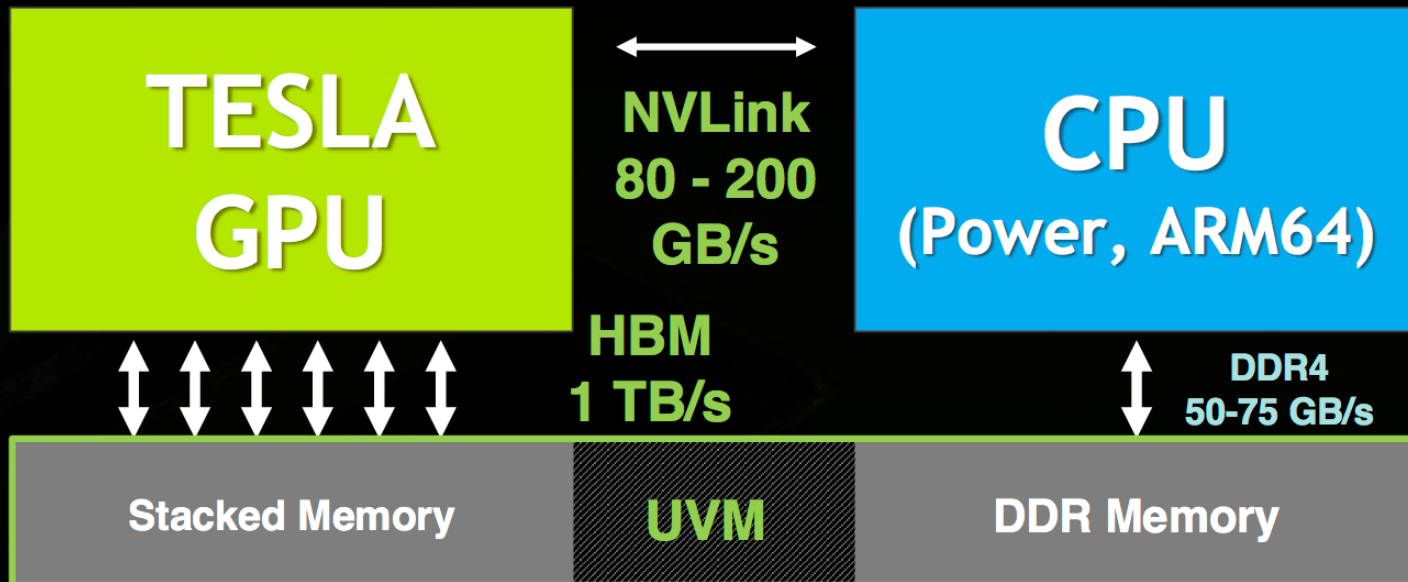 TESLA
GPU
NVLink
80 - 200
GB/s
CPU
(Power, ARM64)
HBM
1 TB/s
DDR4
50-75 GB/s
Stacked Memory
UVM
DDR Memory